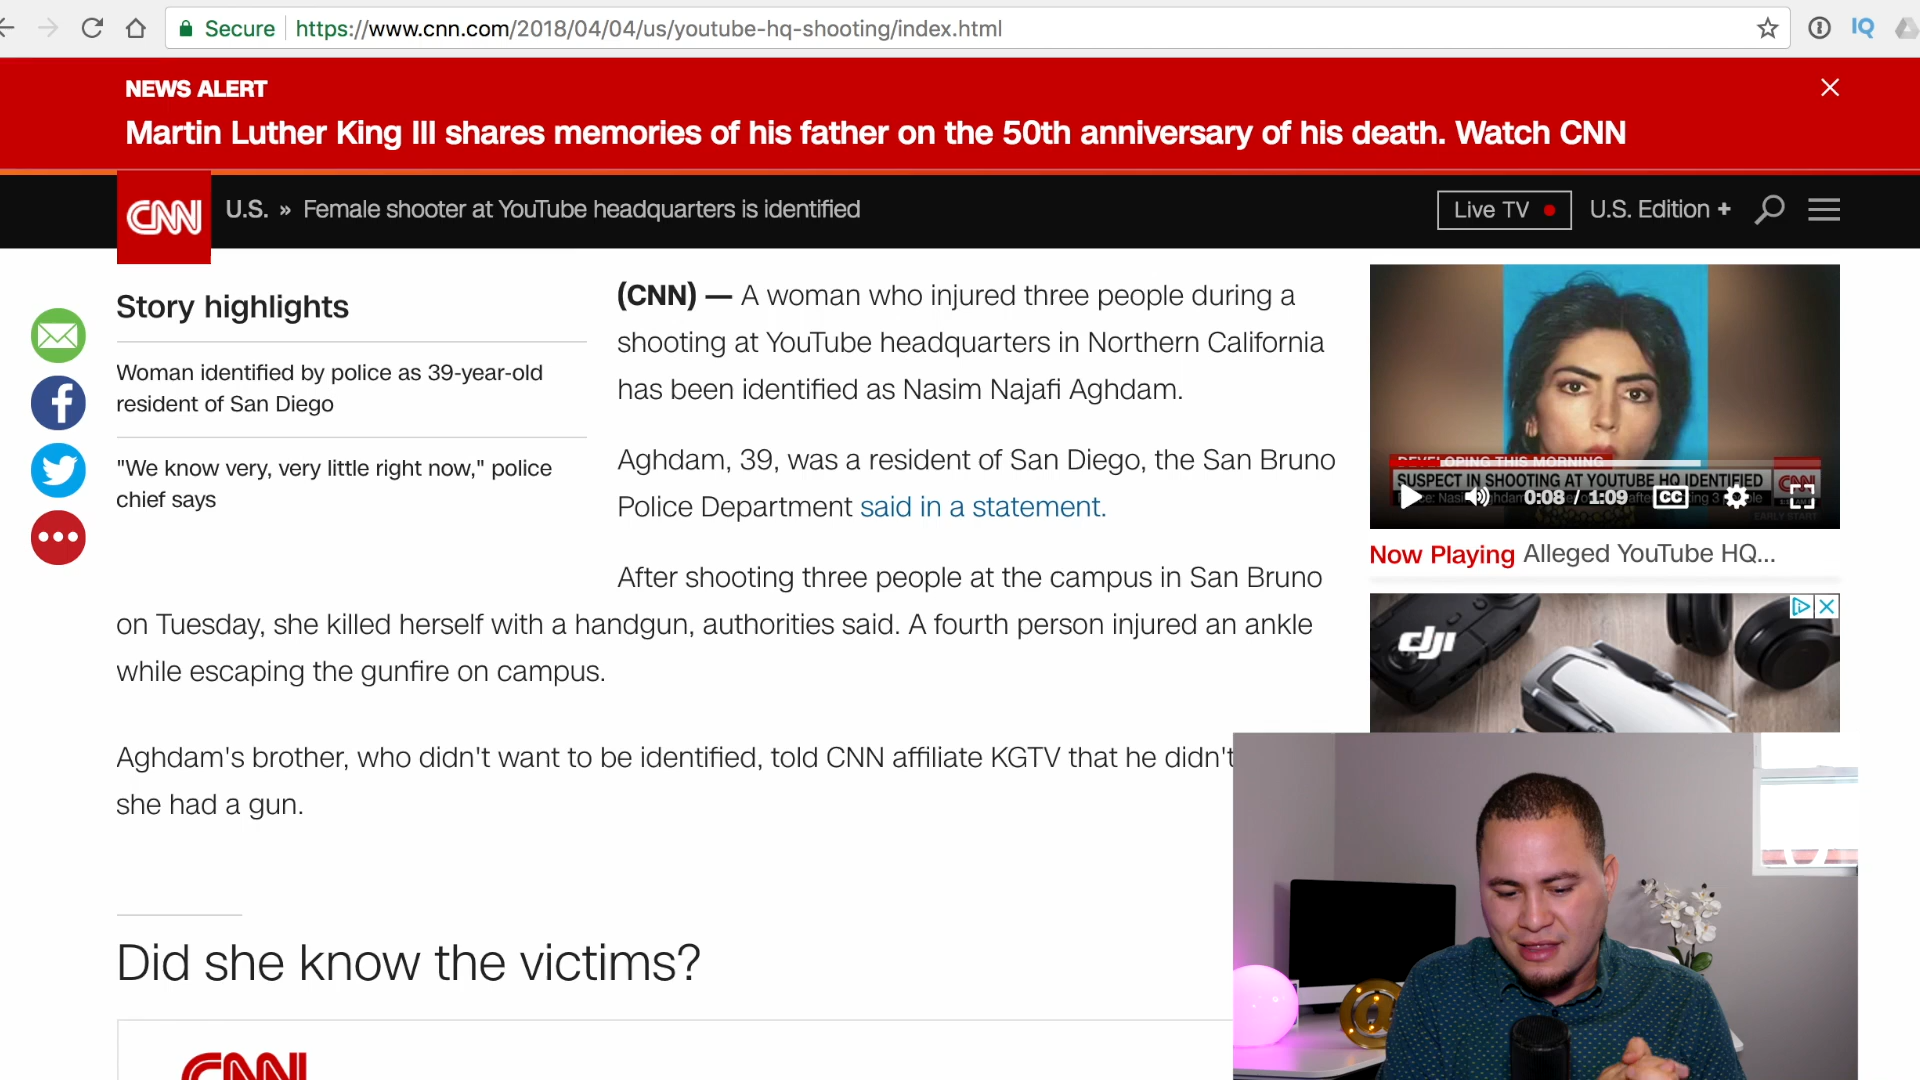 Secure https://www.cnn.com/2018/04/04/us/youtube-hq-shooting/index.html
IQ
NEWS ALERT
Martin Luther King III shares memories of his father on the 50th anniversary of his death. Watch CNN
CNN U.S. » Female shooter at YouTube headquarters is identified
Live TV U.S. Edition +
Story highlights
Woman identified by police as 39-year-old
resident of San Diego
"We know very, very little right now," police
chief says
(CNN) — A woman who injured three people during a
shooting at YouTube headquarters in Northern California
has been identified as Nasim Najafi Aghdam.
Aghdam, 39, was a resident of San Diego, the San Bruno
Police Department said in a statement.
After shooting three people at the campus in San Bruno
on Tuesday, she killed herself with a handgun, authorities said. A fourth person injured an ankle
while escaping the gunfire on campus.
Aghdam's brother, who didn't want to be identified, told CNN affiliate KGTV that he didn't
she had a gun.
Did she know the victims?
CNN
DEVELOPING THIS MORNING
SUSPECT IN SHOOTING AT YOUTUBE HQ IDENTIFIED
CNN
0:08 / 1:09
CC
EARLY START
Now Playing Alleged YouTube HQ...
dji
@